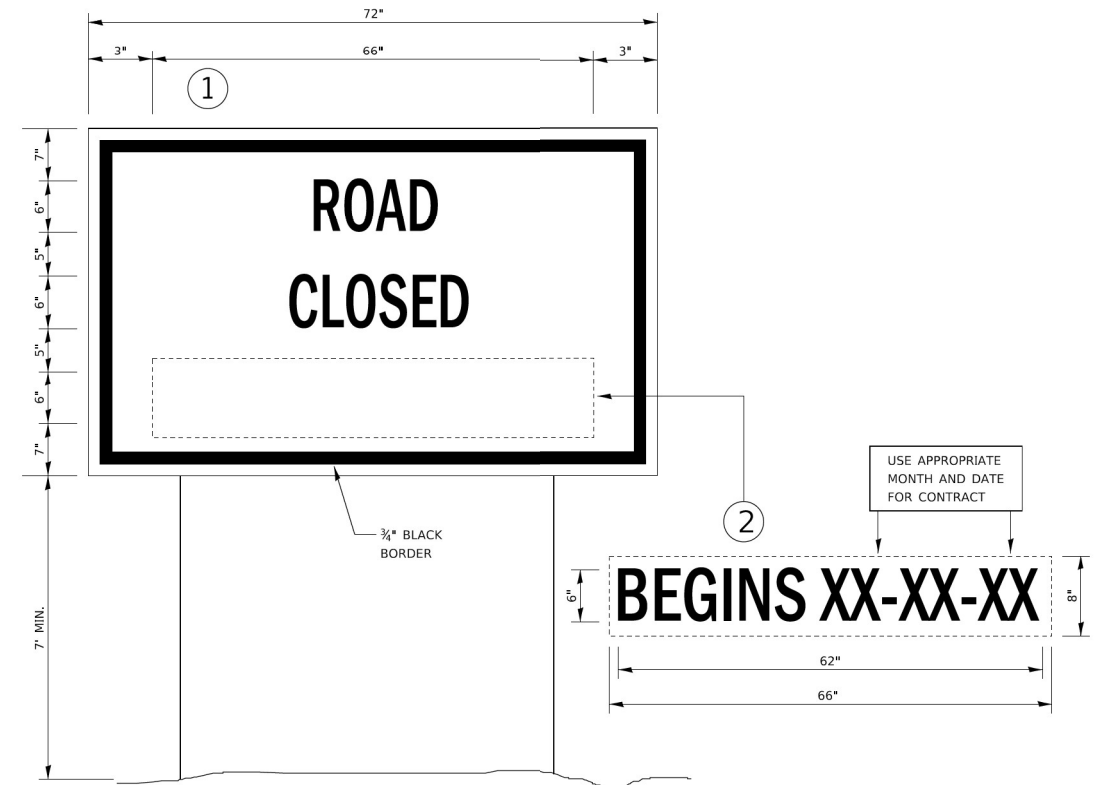 72"
3"
66"
3"
1
7"
6"
5"
6"
5"
6"
7"
7' MIN.
ROAD
CLOSED
¾" BLACK
BORDER
2
USE APPROPRIATE
MONTH AND DATE
FOR CONTRACT
6"
BEGINS XX-XX-XX
8"
62"
66"